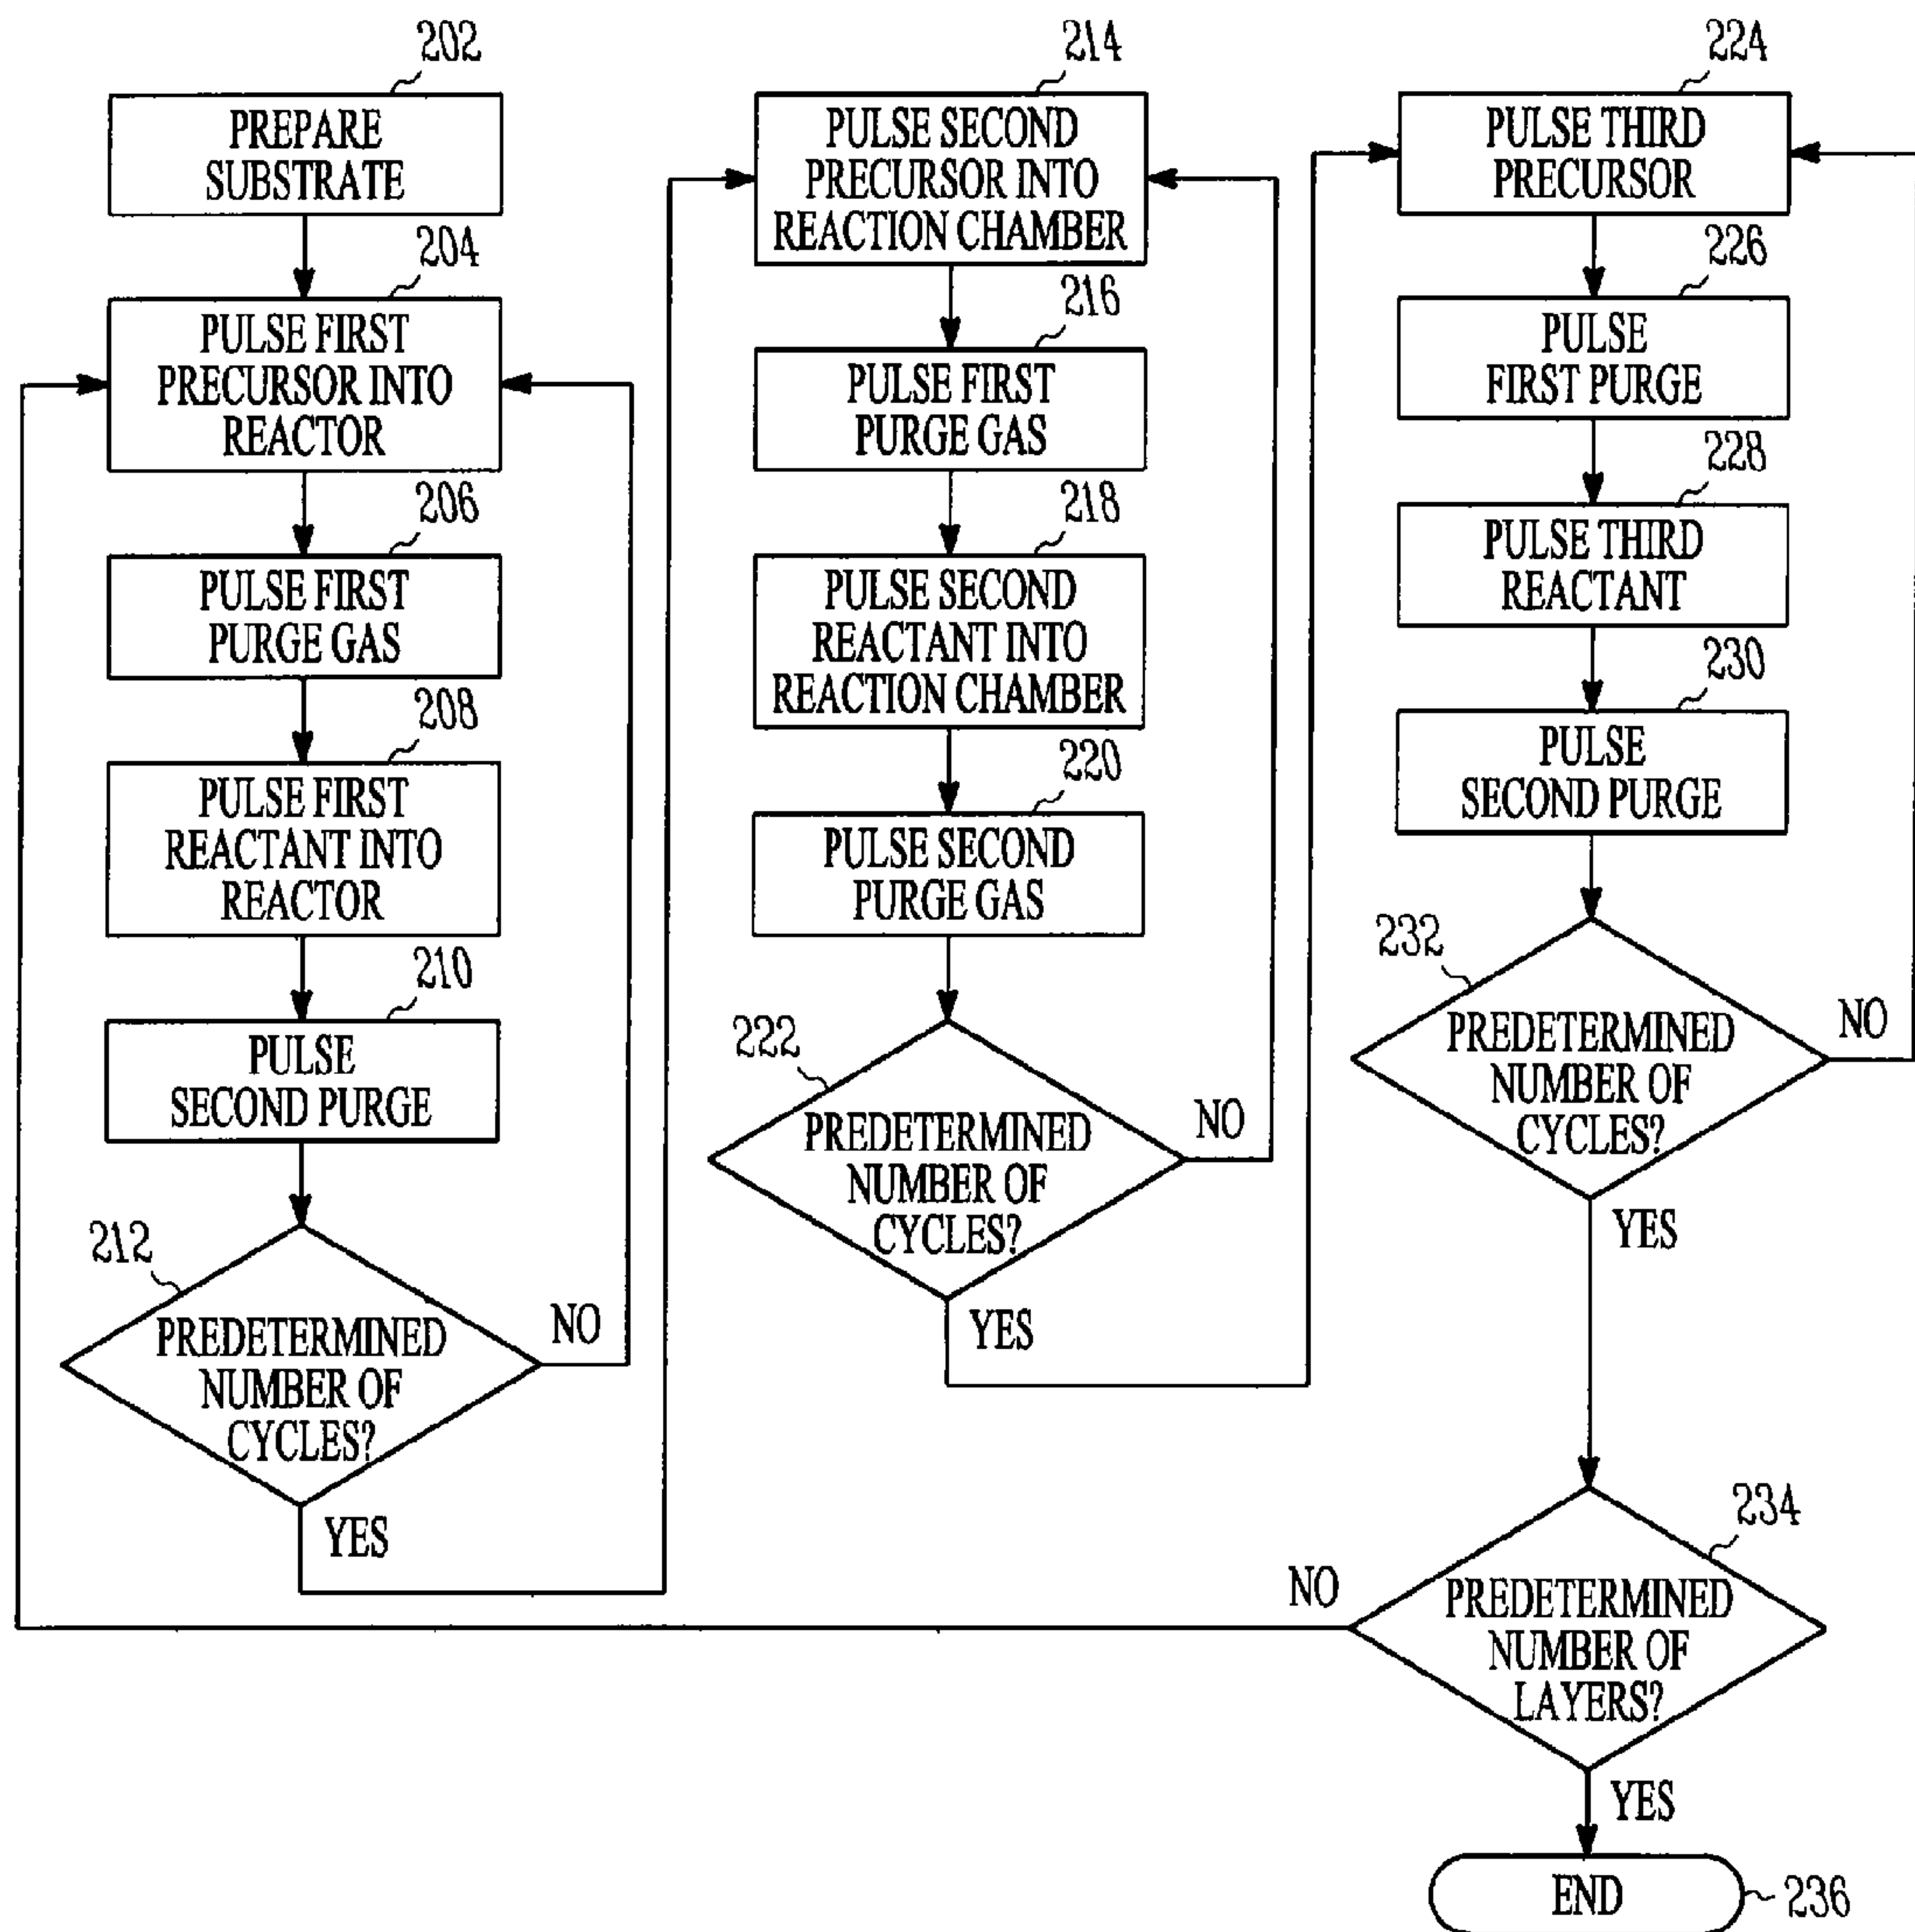 202
PREPARE
SUBSTRATE
204
PULSE FIRST
PRECURSOR INTO
REACTOR
206
PULSE FIRST
PURGE GAS
208
PULSE FIRST
REACTANT INTO
REACTOR
210
PULSE
SECOND PURGE
212
PREDETERMINED
NUMBER OF
CYCLES?
NO
YES
214
PULSE SECOND
PRECURSOR INTO
REACTION CHAMBER
216
PULSE FIRST
PURGE GAS
218
PULSE SECOND
REACTANT INTO
REACTION CHAMBER
220
PULSE SECOND
PURGE GAS
222
PREDETERMINED
NUMBER OF
CYCLES?
NO
YES
224
PULSE THIRD
PRECURSOR
226
PULSE
FIRST PURGE
228
PULSE THIRD
REACTANT
230
PULSE
SECOND PURGE
232
PREDETERMINED
NUMBER OF
CYCLES?
NO
YES
234
PREDETERMINED
NUMBER OF
LAYERS?
NO
YES
END
236